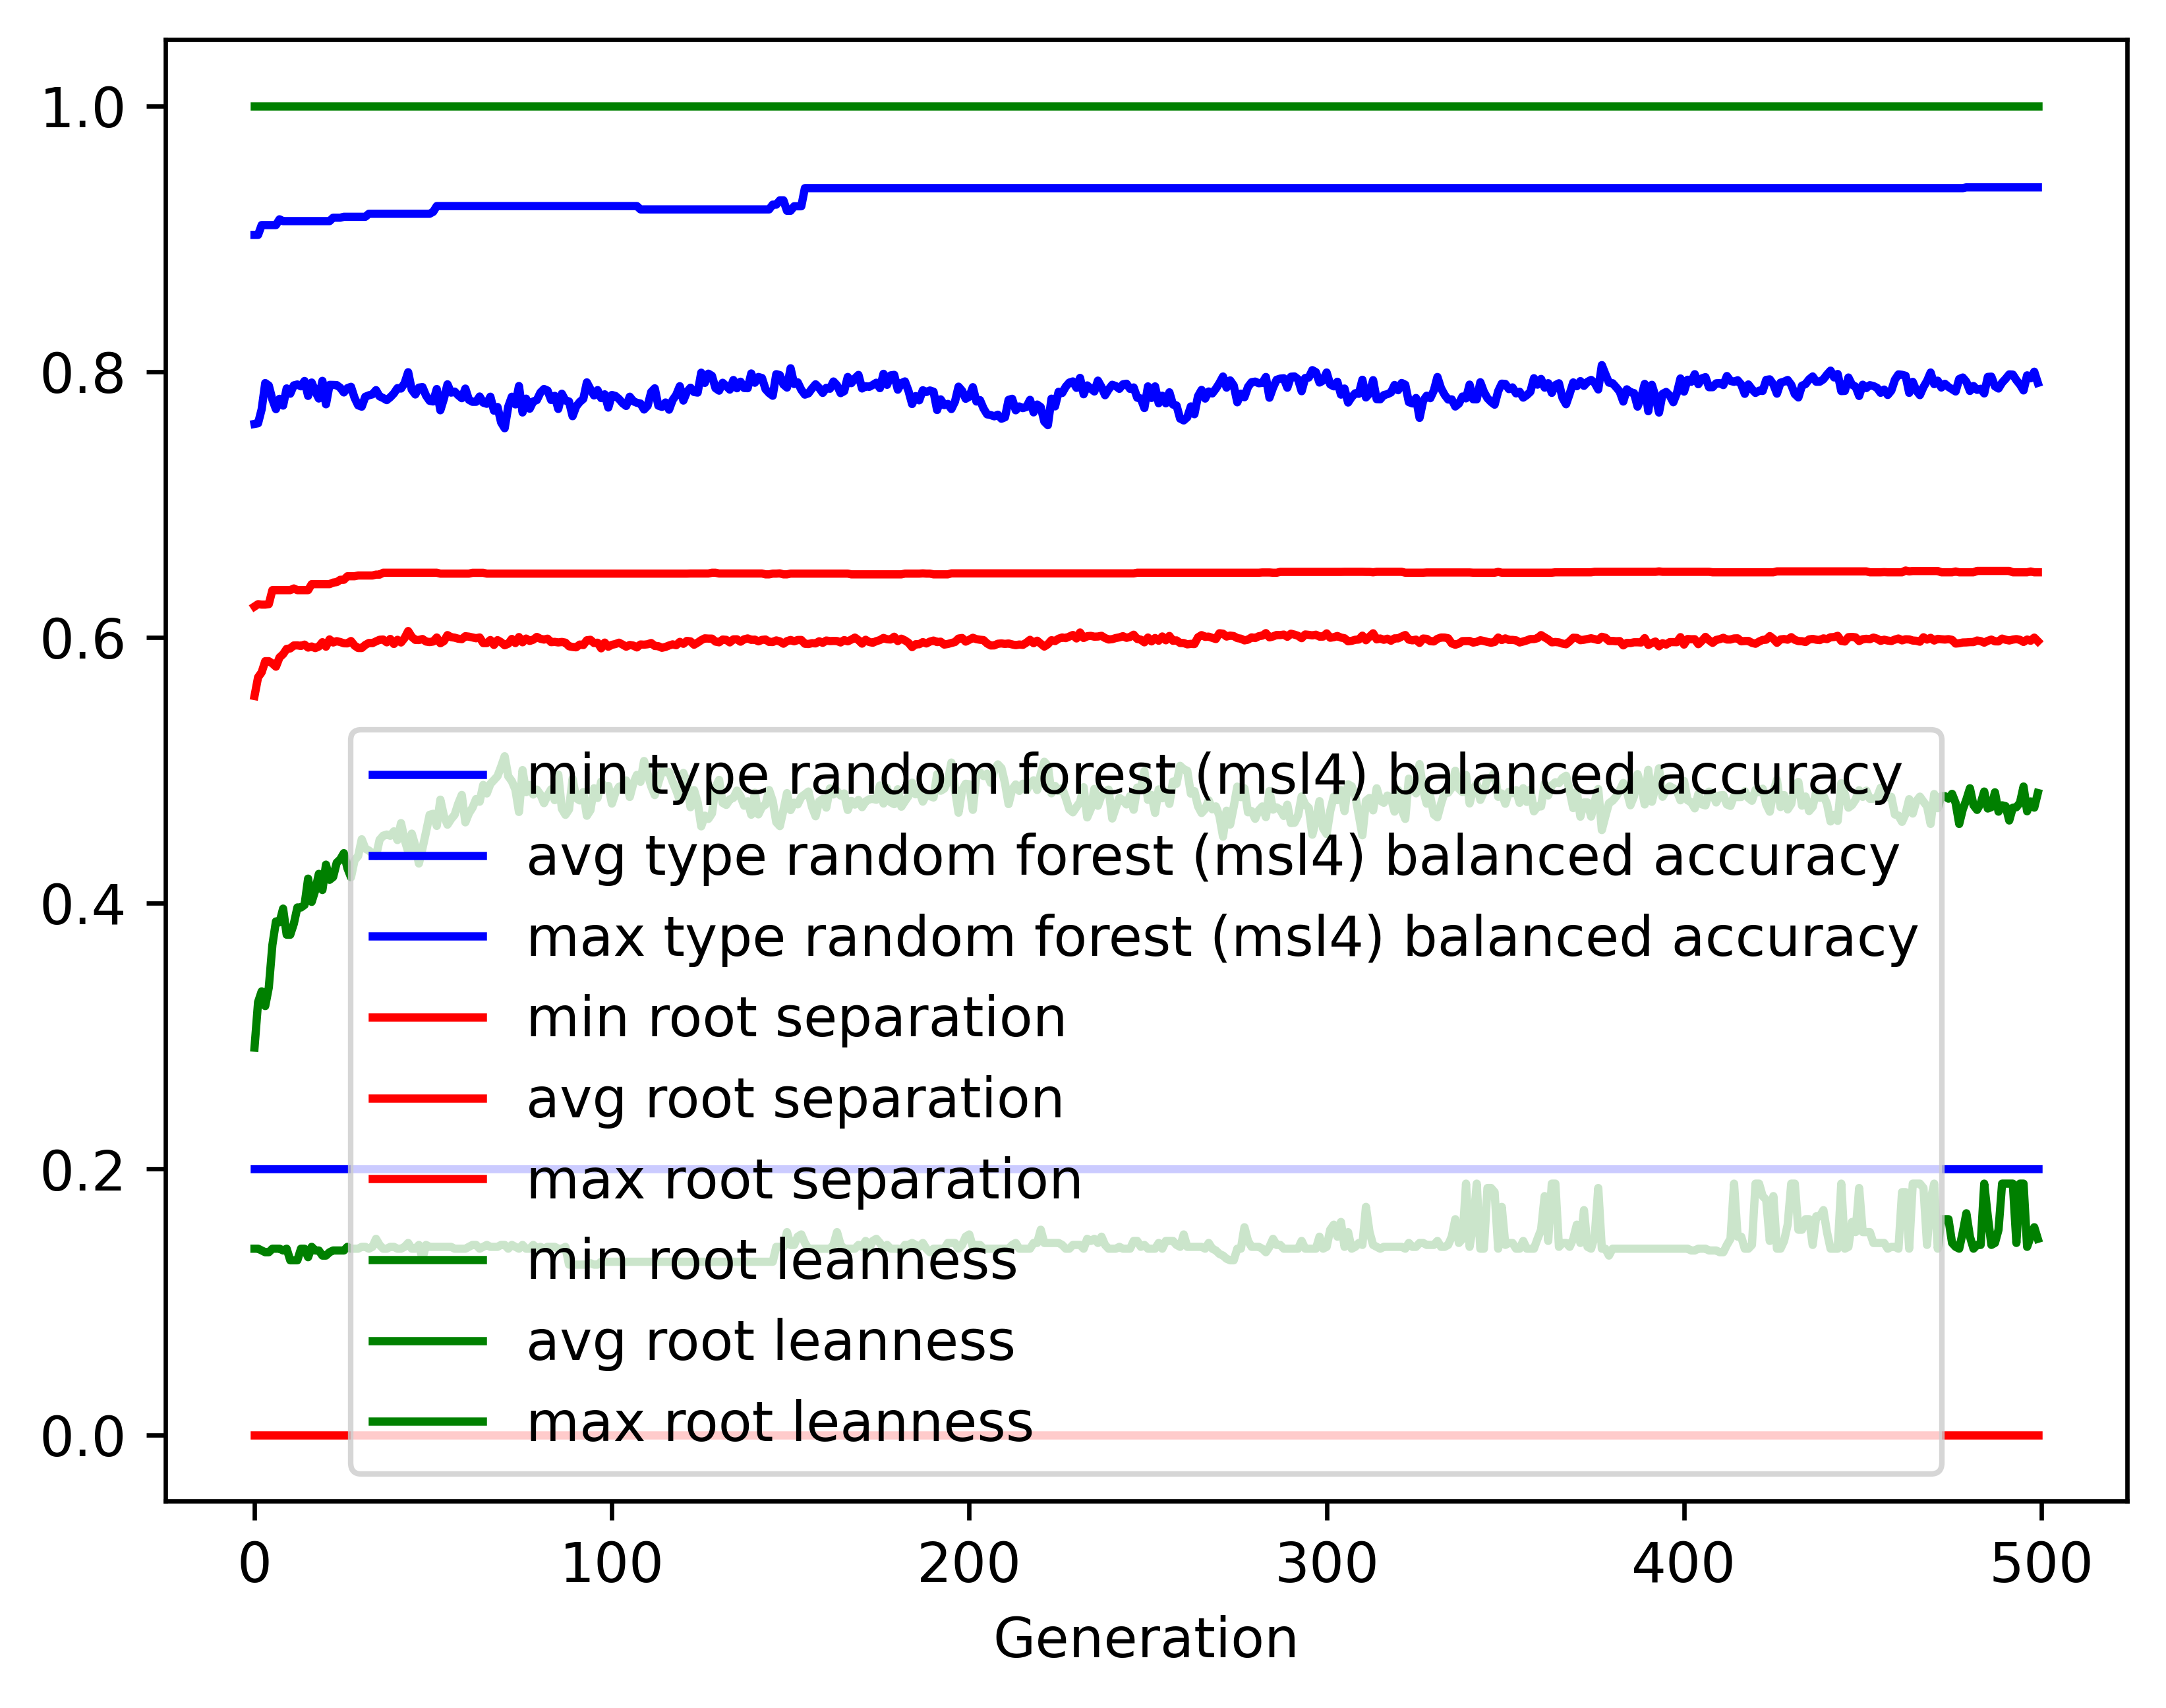 1.0
0.8
0.6
0.4
0.2
0.0
min type random forest (msl4) balanced accuracy
avg type random forest (msl4) balanced accuracy
max type random forest (msl4) balanced accuracy
min root separation
avg root separation
max root separation
min root leanness
avg root leanness
max root leanness
0 100 200 300 400 500
Generation